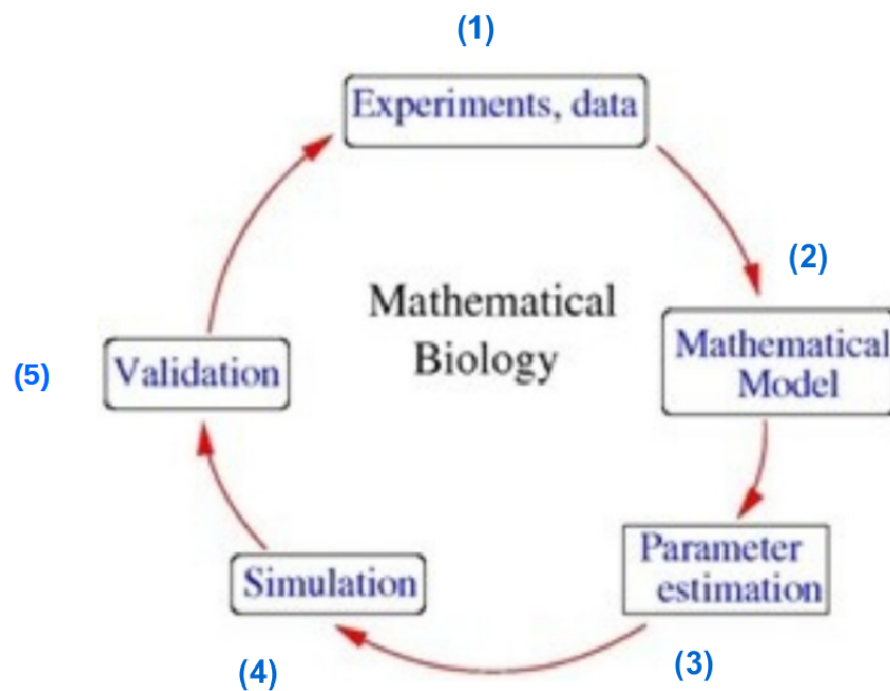 (1)
Experiments, data
(2)
Mathematical
Model
Mathematical
Biology
(5)
Validation
Parameter
estimation
Simulation
(3)
(4)